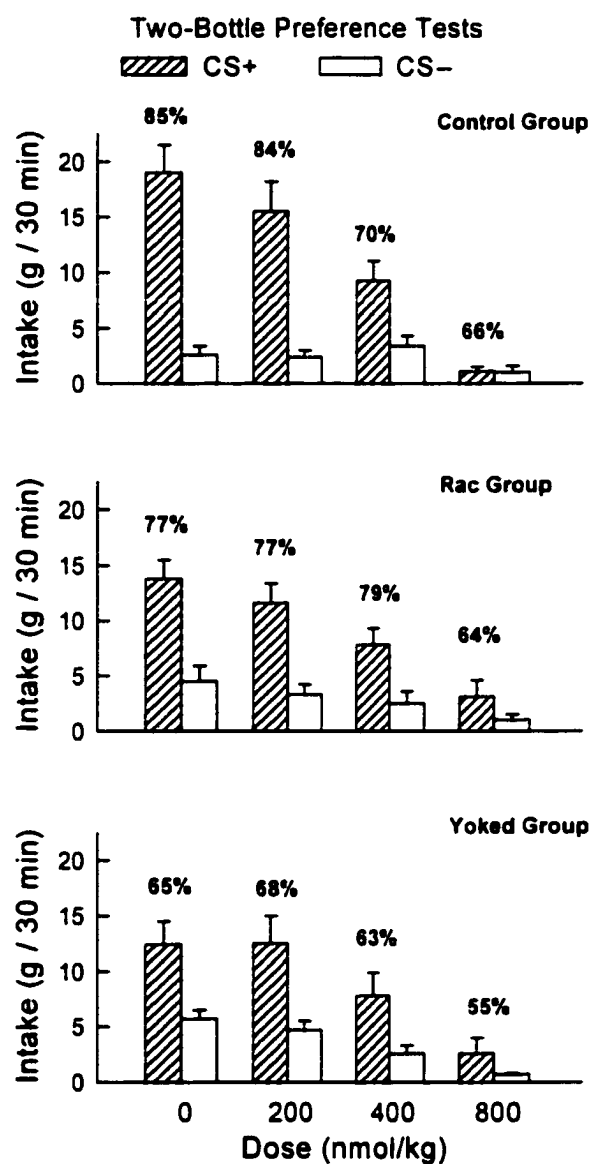 Two-Bottle Preference Tests
CS+ CS−
Control Group
85%
84%
70%
66%
20
15
10
5
0
Intake (g / 30 min)
Rac Group
77%
77%
79%
64%
20
15
10
5
0
Intake (g / 30 min)
Yoked Group
65%
68%
63%
55%
20
15
10
5
0
Intake (g / 30 min)
0 200 400 800
Dose (nmol/kg)